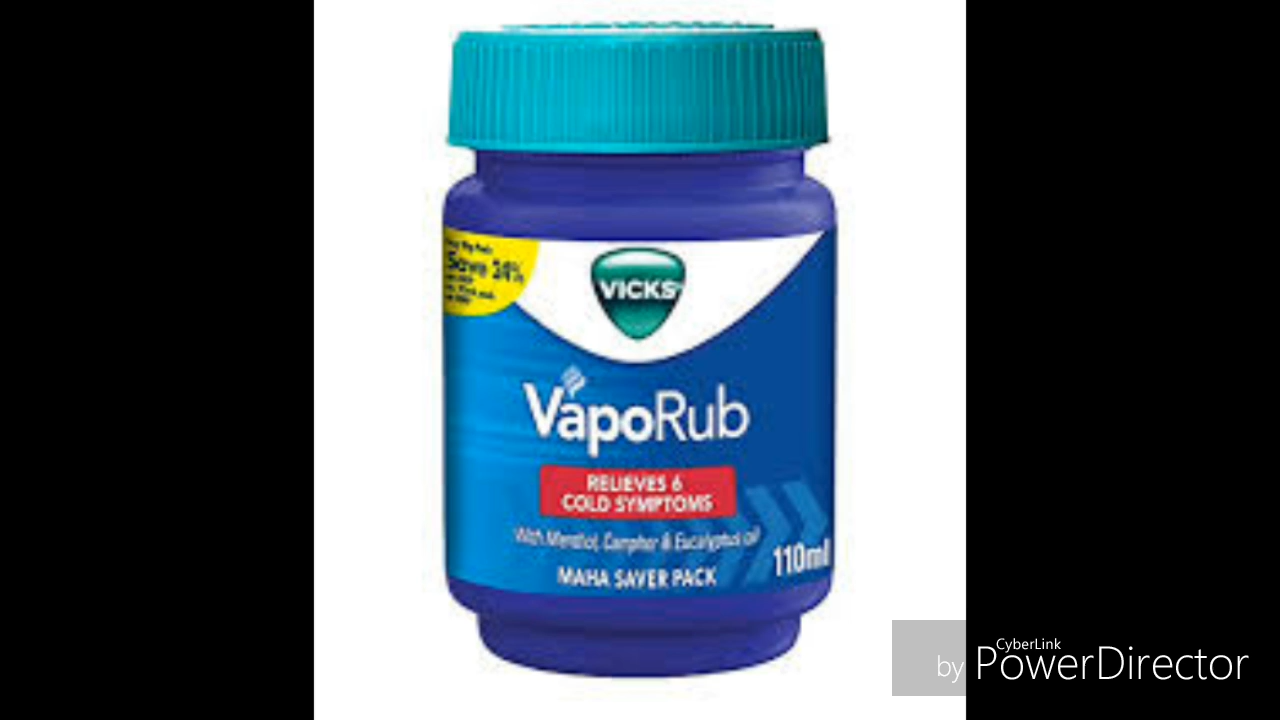 Save 24%
VICKS
VapoRub
RELIEVES 6
COLD SYMPTOMS
With Menthol, Camphor & Eucalyptus oil
MAHA SAVER PACK
110ml
CyberLink
by PowerDirector